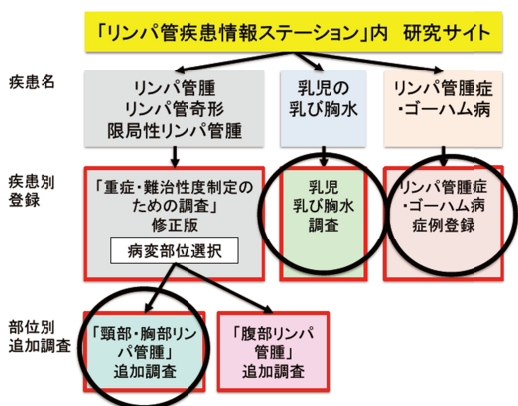 「リンパ管疾患情報ステーション」内　研究サイト
疾患名
リンパ管腫
リンパ管奇形
限局性リンパ管腫
乳児の
乳び胸水
リンパ管腫症
・ゴーハム病
疾患別
登録
「重症・難治性度制定の
ための調査」
修正版
病変部位選択
乳児
乳び胸水
調査
リンパ管腫症
・ゴーハム病
症例登録
部位別
追加調査
「頸部・胸部リン
パ管腫」
追加調査
「腹部リンパ
管腫」
追加調査